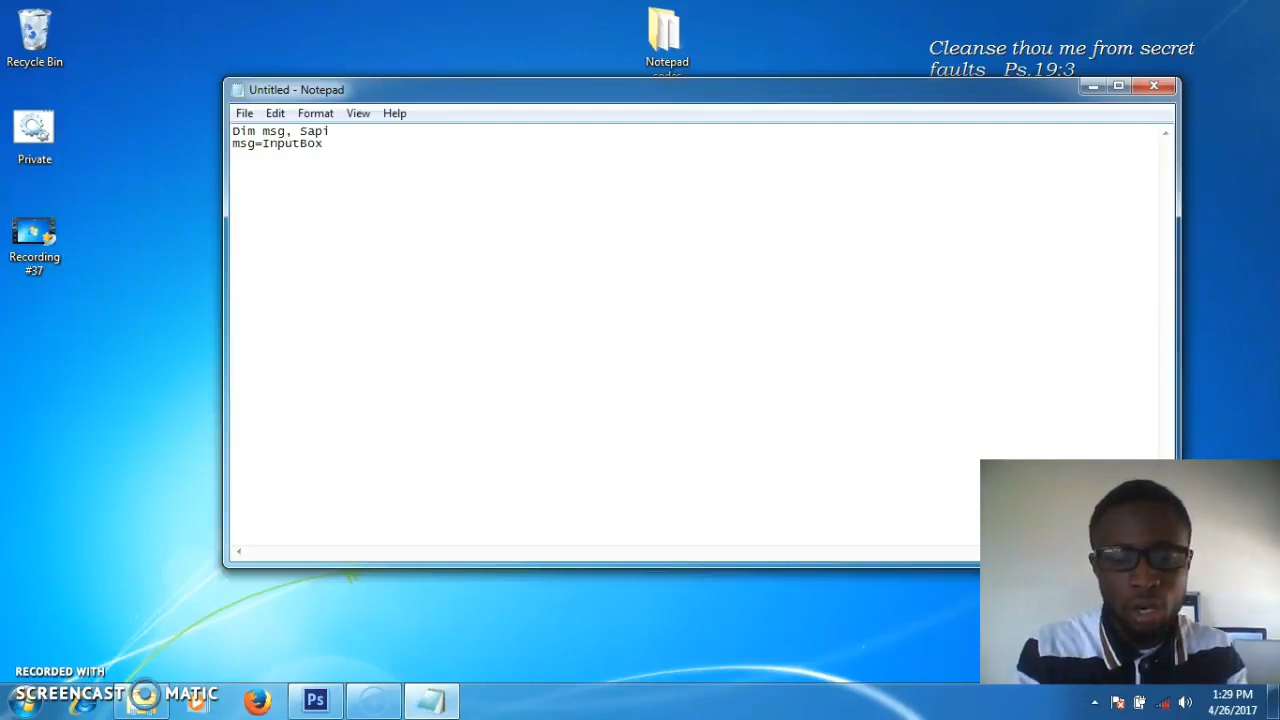 Recycle Bin
Cleanse thou me from secret
faults Ps.19:3
Notepad
codes
Untitled - Notepad
File Edit Format View Help
Dim msg, Sapi
msg=InputBox
Private
Recording
#37
RECORDED WITH
SCREENCAST MATIC
Ps
1:29 PM
4/26/2017